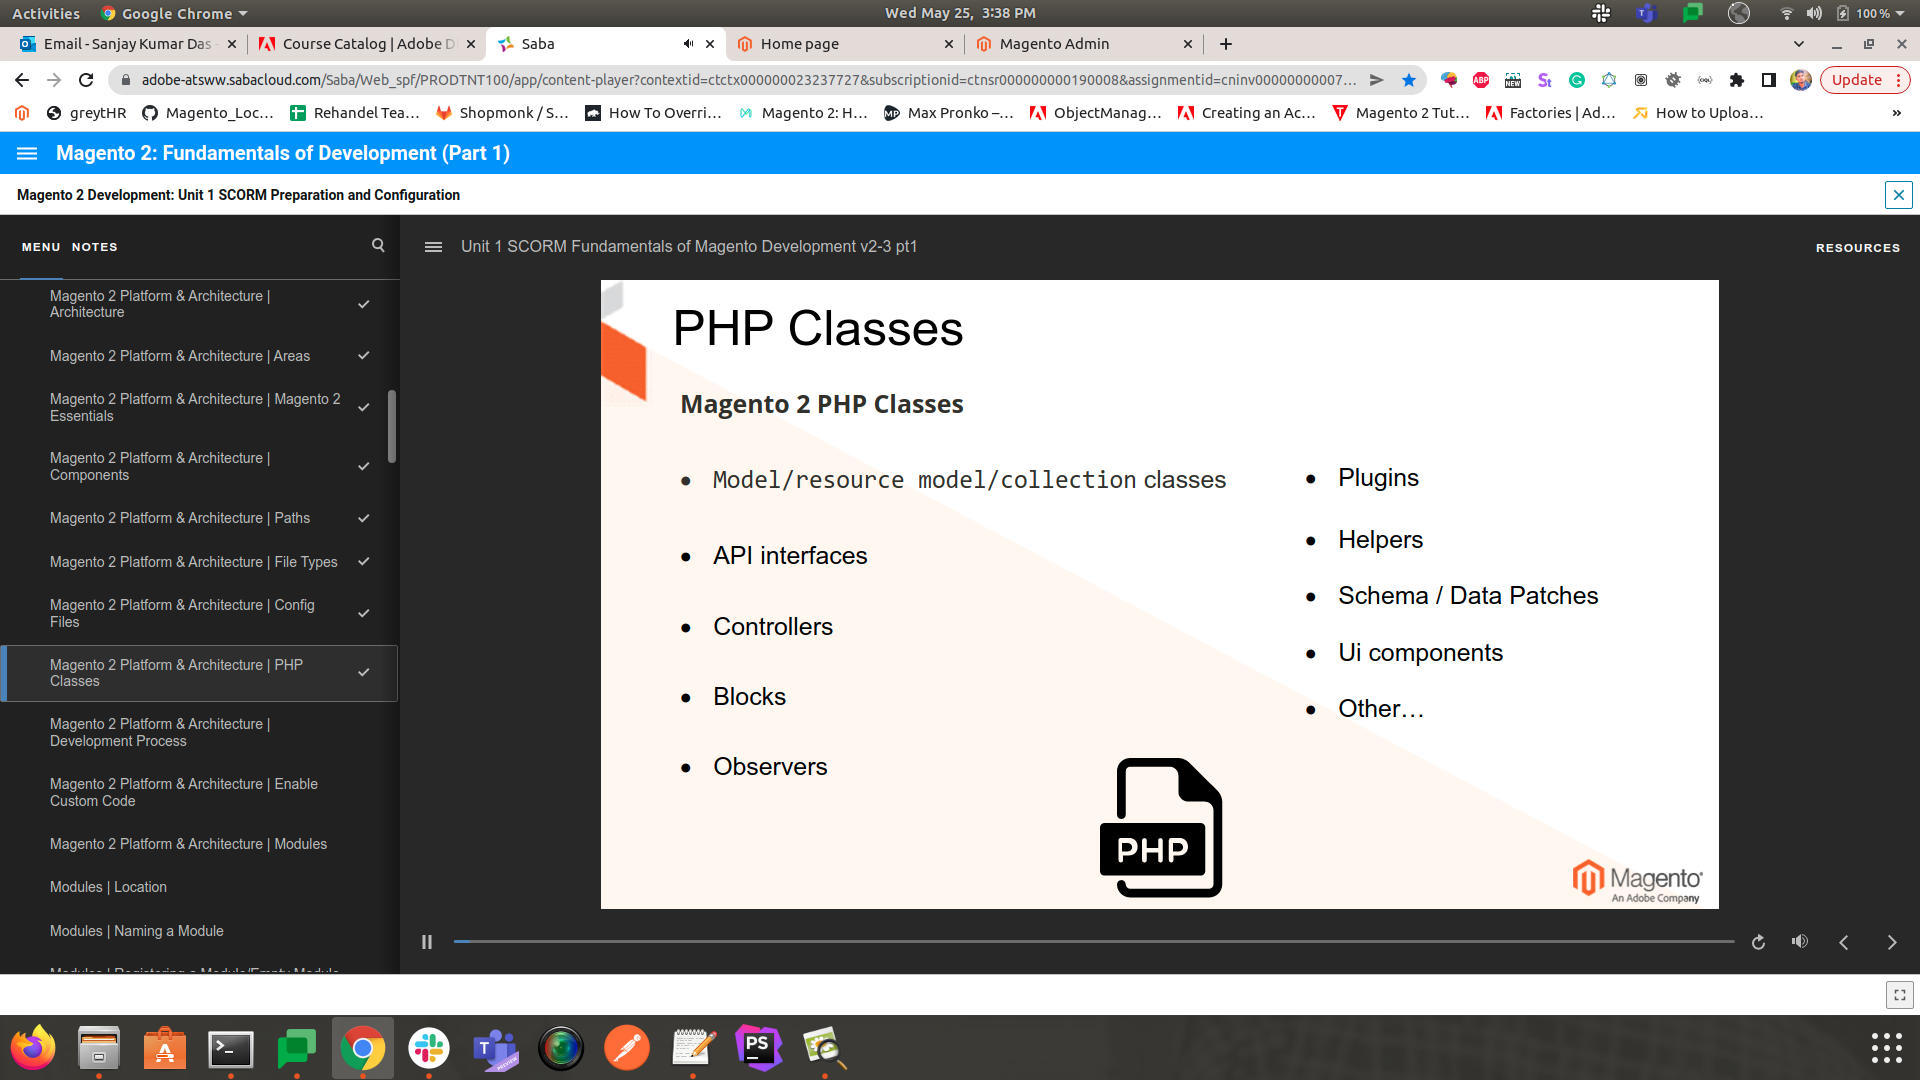 Activities
Google Chrome
Wed May 25, 3:38 PM
100 %
Email - Sanjay Kumar Das -
Course Catalog | Adobe D
Saba
Home page
Magento Admin
adobe-atsww.sabacloud.com/Saba/Web_spf/PRODTNT100/app/content-player?contextid=ctctx000000023237727&subscriptionid=ctnsr000000000190008&assignmentid=cninv00000000007...
Update
greytHR
Magento_Loc...
Rehandel Tea...
Shopmonk / S...
How To Overri...
Magento 2: H...
Max Pronko –...
ObjectManag...
Creating an Ac...
Magento 2 Tut...
Factories | Ad...
How to Uploa...
»
Magento 2: Fundamentals of Development (Part 1)
Magento 2 Development: Unit 1 SCORM Preparation and Configuration
MENU
NOTES
Unit 1 SCORM Fundamentals of Magento Development v2-3 pt1
RESOURCES
Magento 2 Platform & Architecture |
Architecture
Magento 2 Platform & Architecture | Areas
Magento 2 Platform & Architecture | Magento 2
Essentials
Magento 2 Platform & Architecture |
Components
Magento 2 Platform & Architecture | Paths
Magento 2 Platform & Architecture | File Types
Magento 2 Platform & Architecture | Config
Files
Magento 2 Platform & Architecture | PHP
Classes
Magento 2 Platform & Architecture |
Development Process
Magento 2 Platform & Architecture | Enable
Custom Code
Magento 2 Platform & Architecture | Modules
Modules | Location
Modules | Naming a Module
Modules | Registering a Module/Empty Module
PHP Classes
Magento 2 PHP Classes
• Model/resource model/collection classes
• API interfaces
• Controllers
• Blocks
• Observers
• Plugins
• Helpers
• Schema / Data Patches
• Ui components
• Other…
PHP
Magento
An Adobe Company